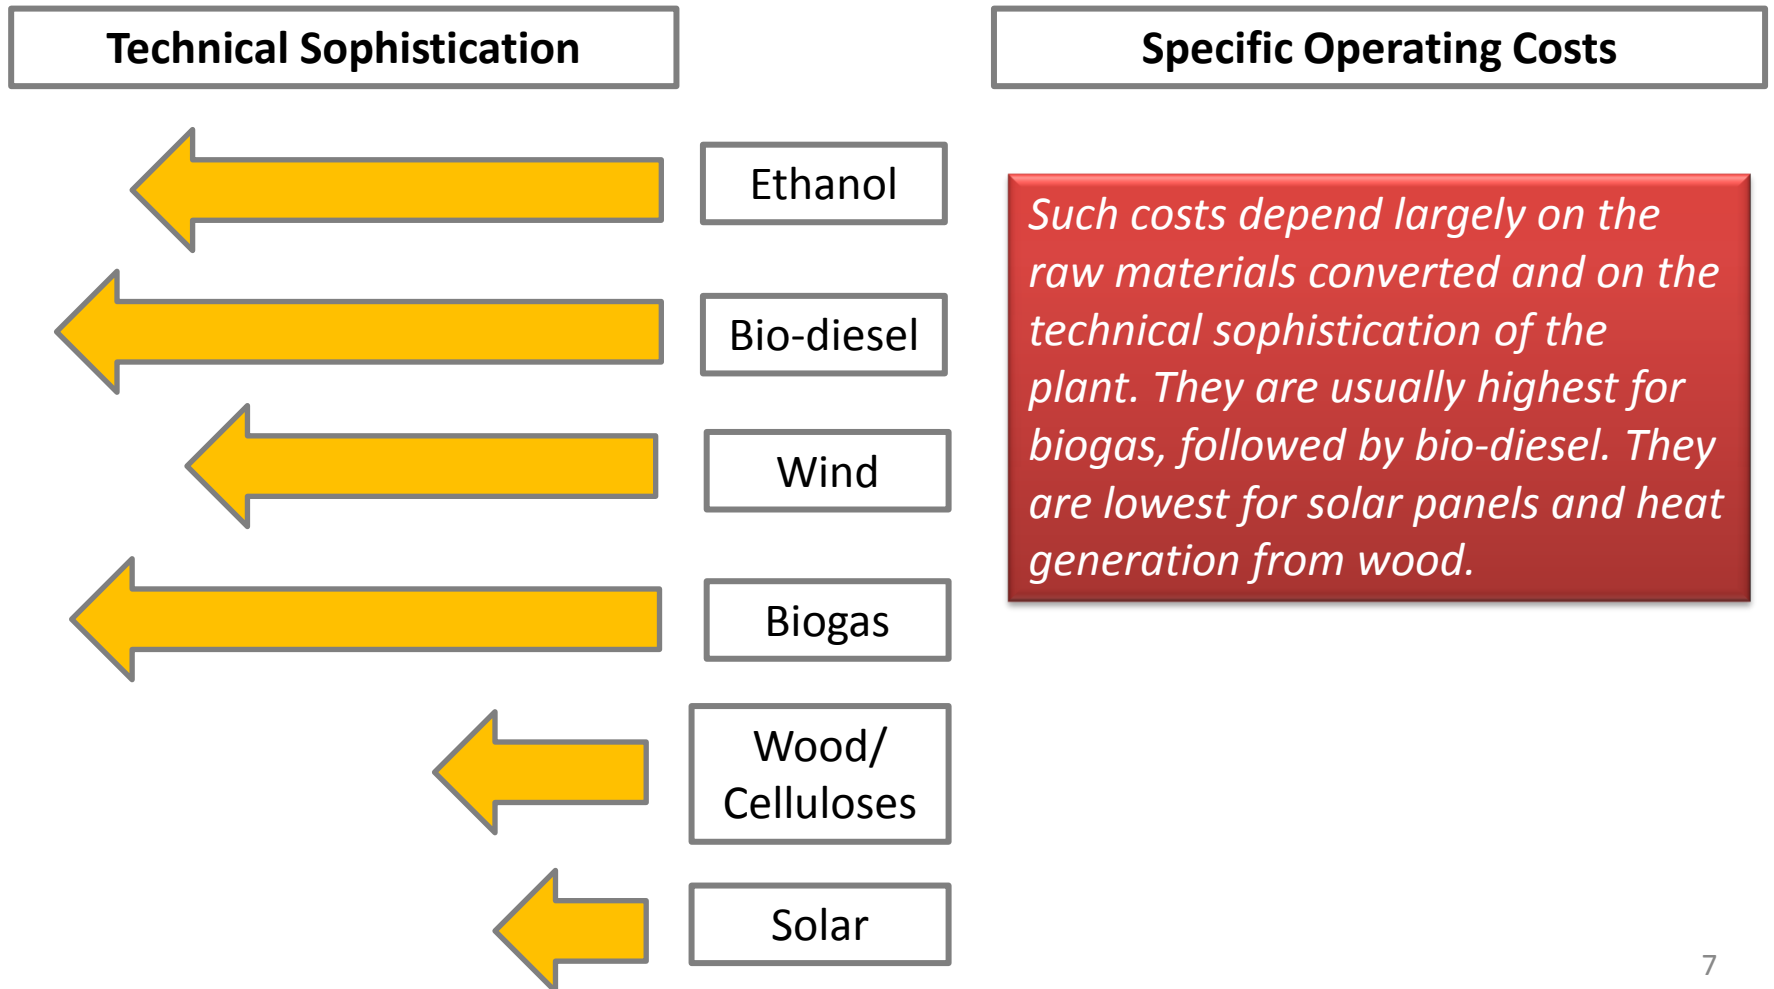 Technical Sophistication
Specific Operating Costs
Ethanol
Bio-diesel
Wind
Biogas
Wood/
Celluloses
Solar
Such costs depend largely on the
raw materials converted and on the
technical sophistication of the
plant. They are usually highest for
biogas, followed by bio-diesel. They
are lowest for solar panels and heat
generation from wood.
7